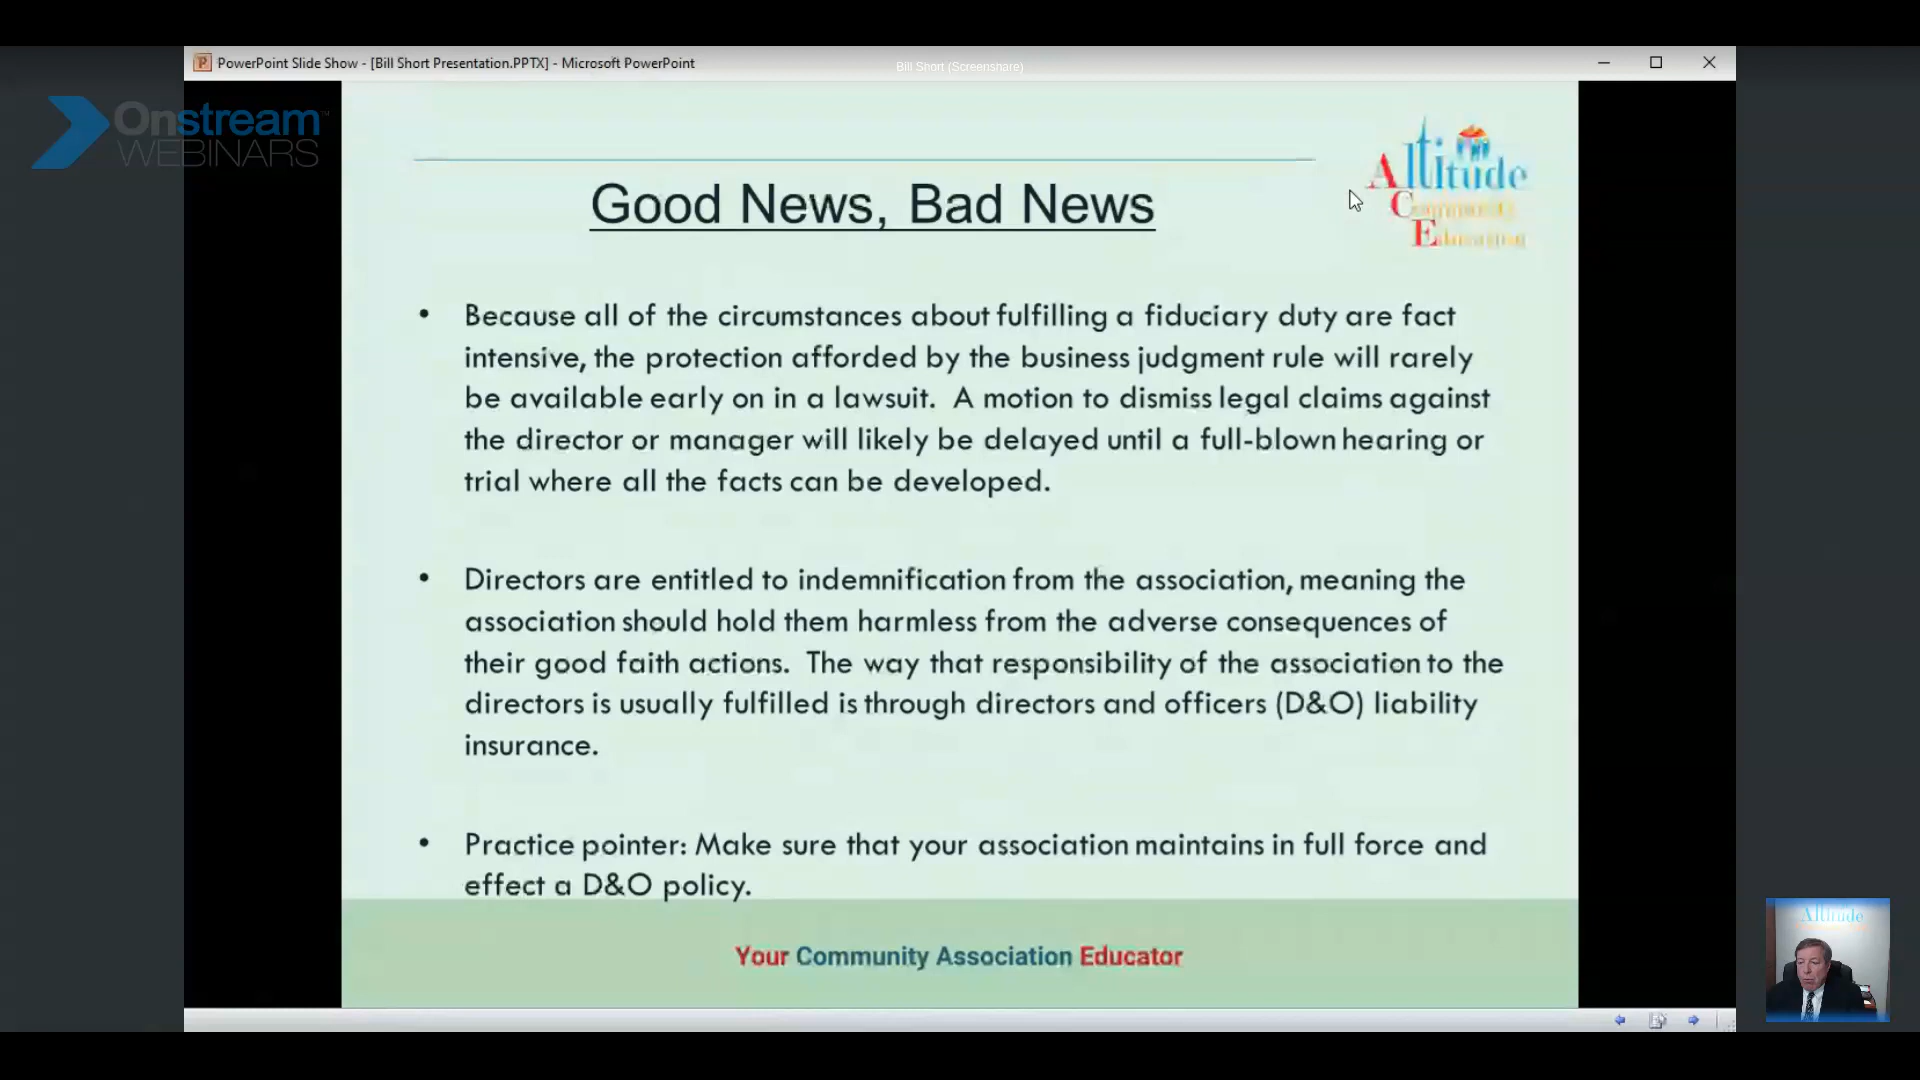 PowerPoint Slide Show - [Bill Short Presentation.PPTX] - Microsoft PowerPoint
Bill Short (Screenshare)
Onstream™
WEBINARS
Altitude
Community
Education
Good News, Bad News
• Because all of the circumstances about fulfilling a fiduciary duty are fact
intensive, the protection afforded by the business judgment rule will rarely
be available early on in a lawsuit.  A motion to dismiss legal claims against
the director or manager will likely be delayed until a full-blown hearing or
trial where all the facts can be developed.
• Directors are entitled to indemnification from the association, meaning the
association should hold them harmless from the adverse consequences of
their good faith actions.  The way that responsibility of the association to the
directors is usually fulfilled is through directors and officers (D&O) liability
insurance.
• Practice pointer: Make sure that your association maintains in full force and
effect a D&O policy.
Your Community Association Educator
Altitude